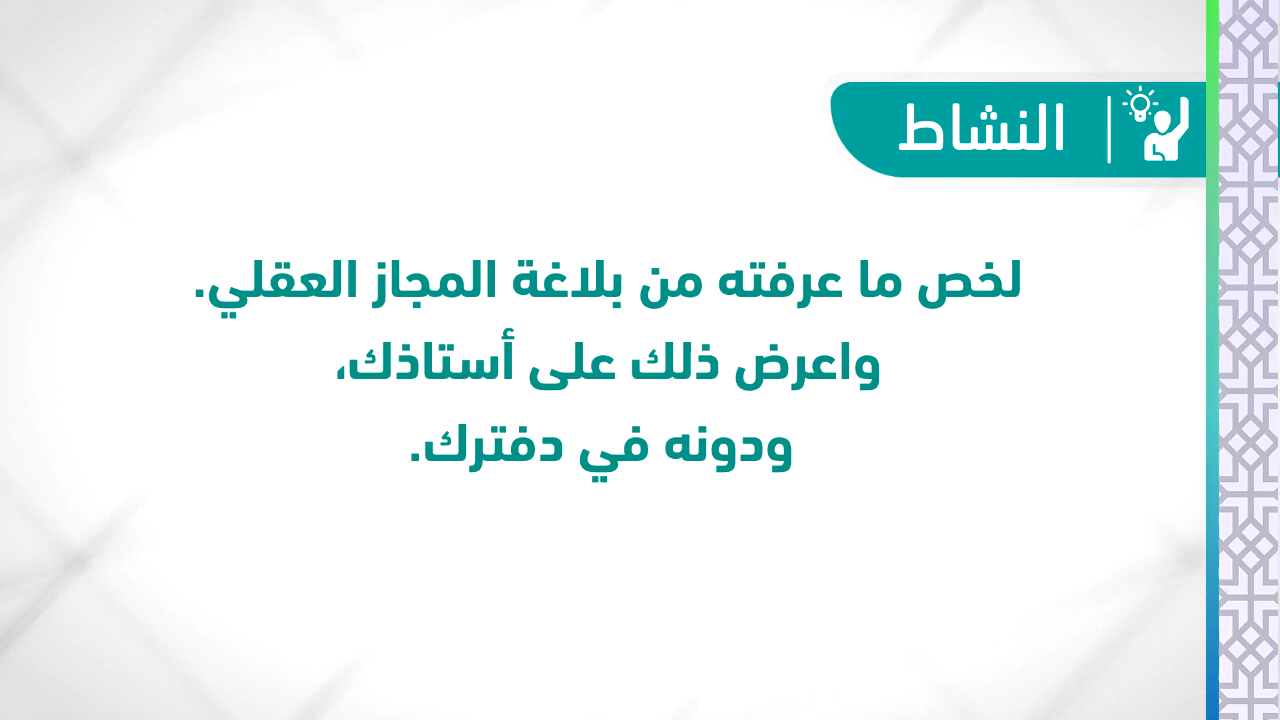 النشاط
لخص ما عرفته من بلاغة المجاز العقلي.
واعرض ذلك على أستاذك،
ودونه في دفترك.